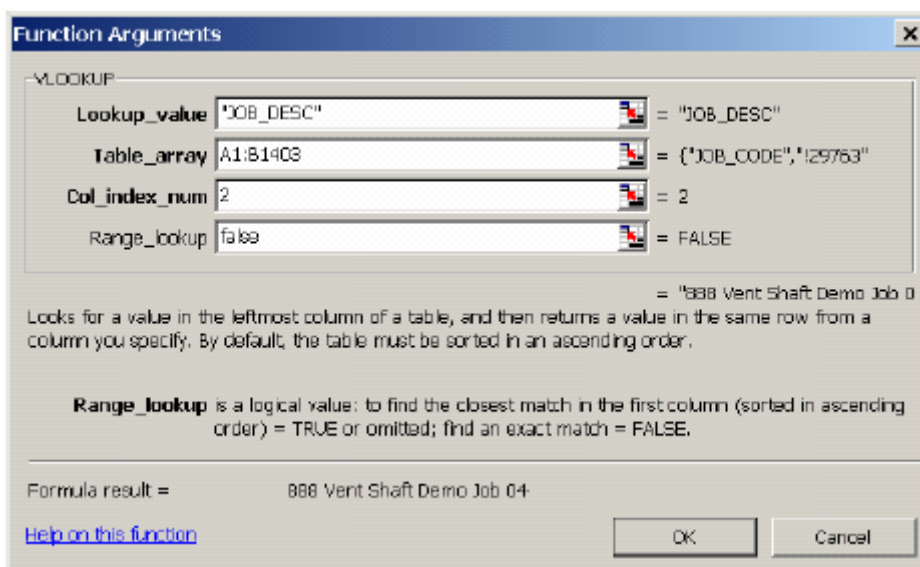 Function Arguments
VLOOKUP
Lookup_value "JOB_DESC" = "JOB_DESC"
Table_array A1:B1403 = {"JOB_CODE","!29763"
Col_index_num 2 = 2
Range_lookup false = FALSE
= "888 Vent Shaft Demo Job 0
Looks for a value in the leftmost column of a table, and then returns a value in the same row from a
column you specify. By default, the table must be sorted in an ascending order.
Range_lookup is a logical value: to find the closest match in the first column (sorted in ascending
order) = TRUE or omitted; find an exact match = FALSE.
Formula result = 888 Vent Shaft Demo Job 04-
Help on this function OK Cancel